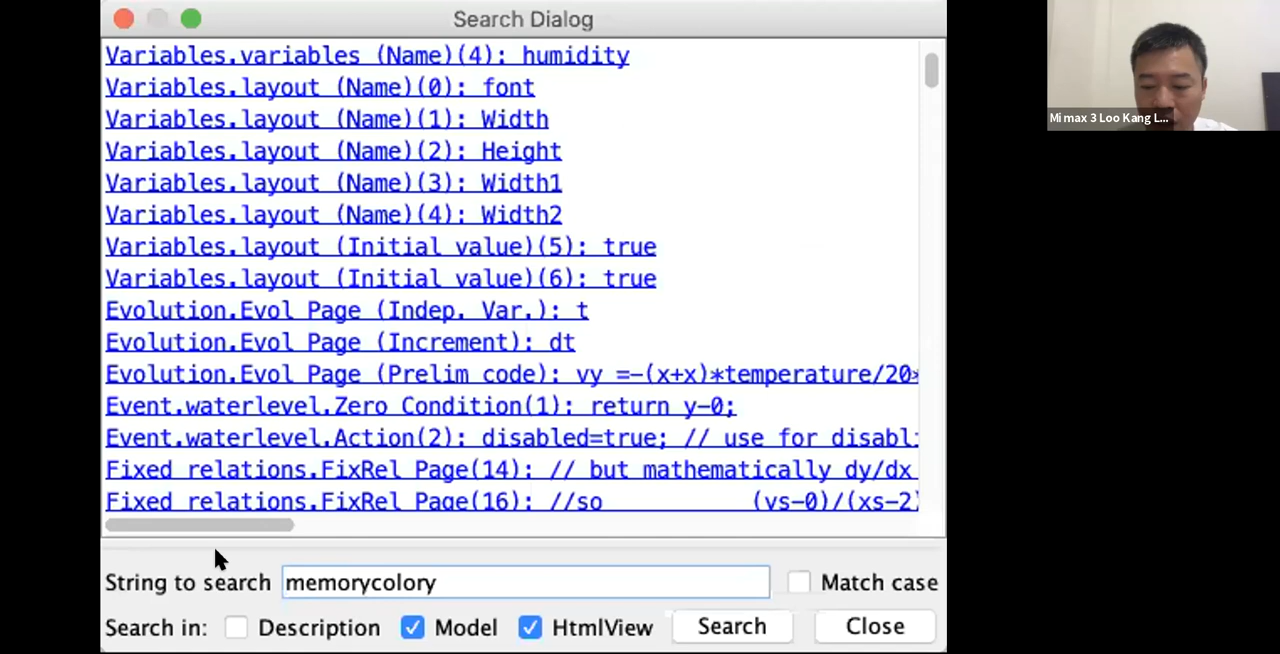 Search Dialog
Variables.variables (Name)(4): humidity
Variables.layout (Name)(0): font
Variables.layout (Name)(1): Width
Variables.layout (Name)(2): Height
Variables.layout (Name)(3): Width1
Variables.layout (Name)(4): Width2
Variables.layout (Initial value)(5): true
Variables.layout (Initial value)(6): true
Evolution.Evol Page (Indep. Var.): t
Evolution.Evol Page (Increment): dt
Evolution.Evol Page (Prelim code): vy =-(x+x)*temperature/20*
Event.waterlevel.Zero Condition(1): return y-0;
Event.waterlevel.Action(2): disabled=true; // use for disabl
Fixed relations.FixRel Page(14): // but mathematically dy/dx
Fixed relations.FixRel Page(16): //so (vs-0)/(xs-2)
String to search memorycolory Match case
Search in: Description Model HtmlView Search Close
Mi max 3 Loo Kang L...